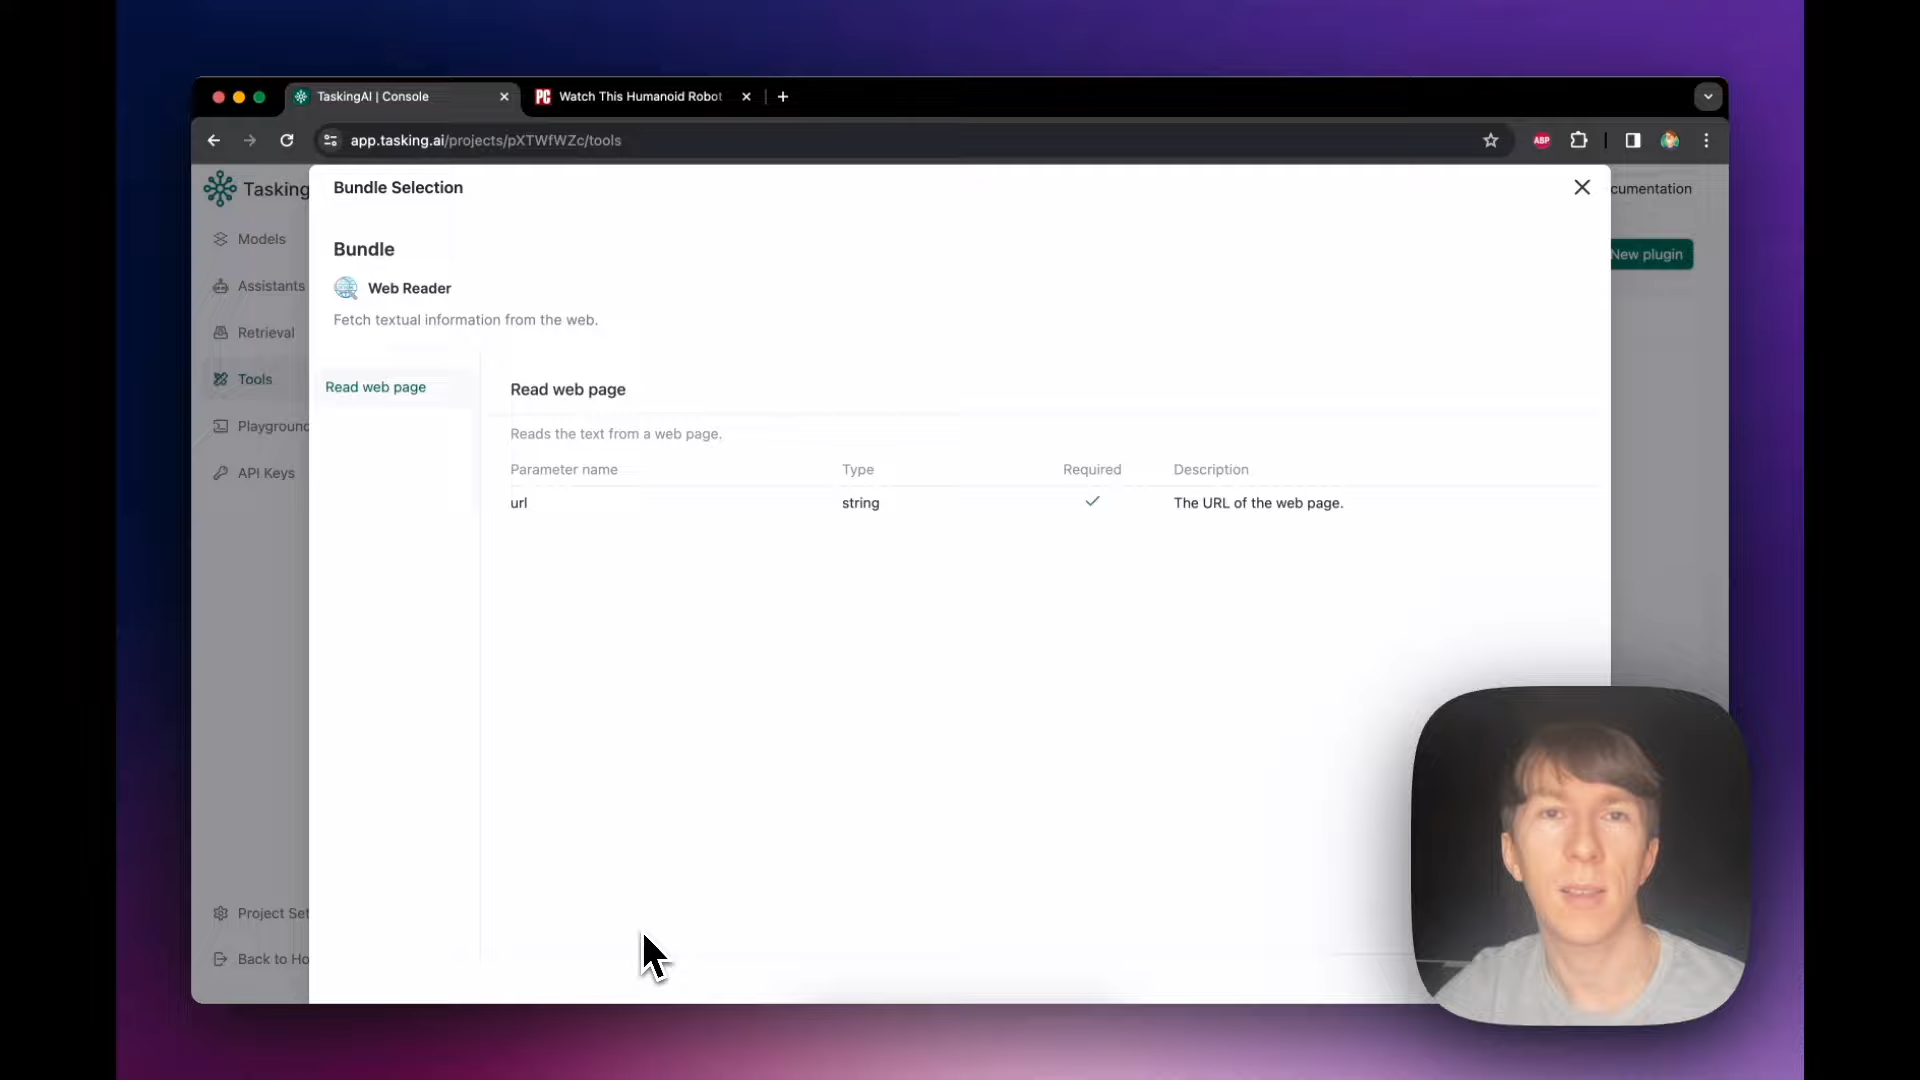 TaskingAI | Console
PC
Watch This Humanoid Robot
app.tasking.ai/projects/pXTWfWZc/tools
ABP
Tasking
Bundle Selection
cumentation
Models
Assistants
Retrieval
Tools
Playground
API Keys
Project Set
Back to Ho
New plugin
Bundle
Web Reader
Fetch textual information from the web.
Read web page
Read web page
Reads the text from a web page.
Parameter name Type Required Description
url string The URL of the web page.